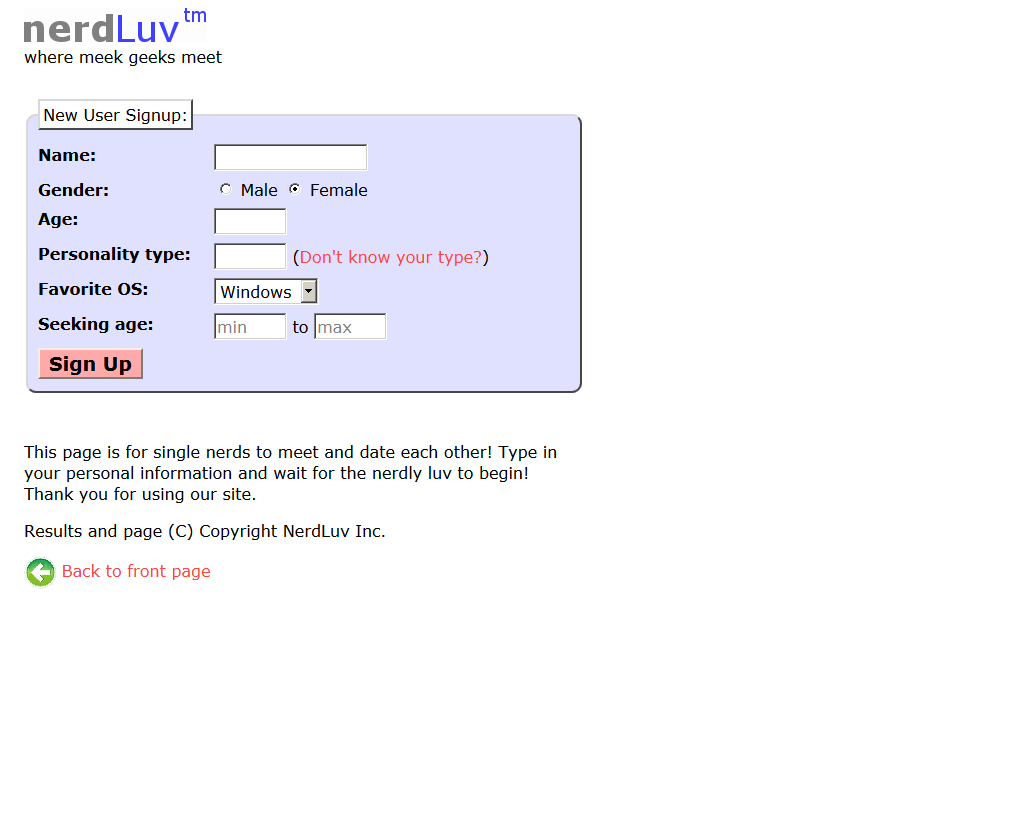 nerdLuv™
where meek geeks meet
New User Signup:
Name:
Gender: Male Female
Age:
Personality type: (Don't know your type?)
Favorite OS: Windows
Seeking age: min to max
Sign Up
This page is for single nerds to meet and date each other! Type in
your personal information and wait for the nerdly luv to begin!
Thank you for using our site.
Results and page (C) Copyright NerdLuv Inc.
Back to front page